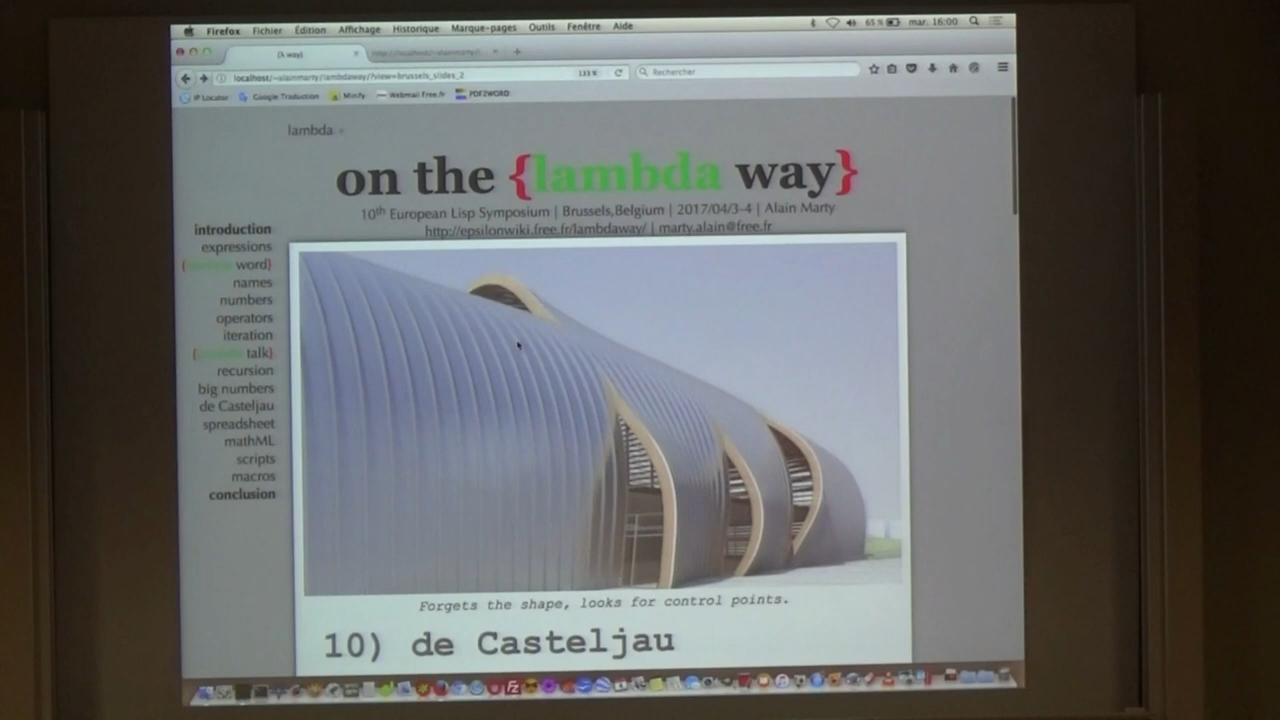 Firefox Fichier Édition Affichage Historique Marque-pages Outils Fenêtre Aide
65 % mar. 16:00
(λ way)
localhost/~alainmarty/lambdaway/?view=brussels_slides_2
133 %
Rechercher
IP Locator Google Traduction Minify Webmail Free.fr PDF2WORD
lambda
on the {lambda way}
10th European Lisp Symposium | Brussels,Belgium | 2017/04/3-4 | Alain Marty
http://epsilonwiki.free.fr/lambdaway/ | marty.alain@free.fr
introduction
expressions
word}
names
numbers
operators
iteration
talk}
recursion
big numbers
de Casteljau
spreadsheet
mathML
scripts
macros
conclusion
Forgets the shape, looks for control points.
10) de Casteljau